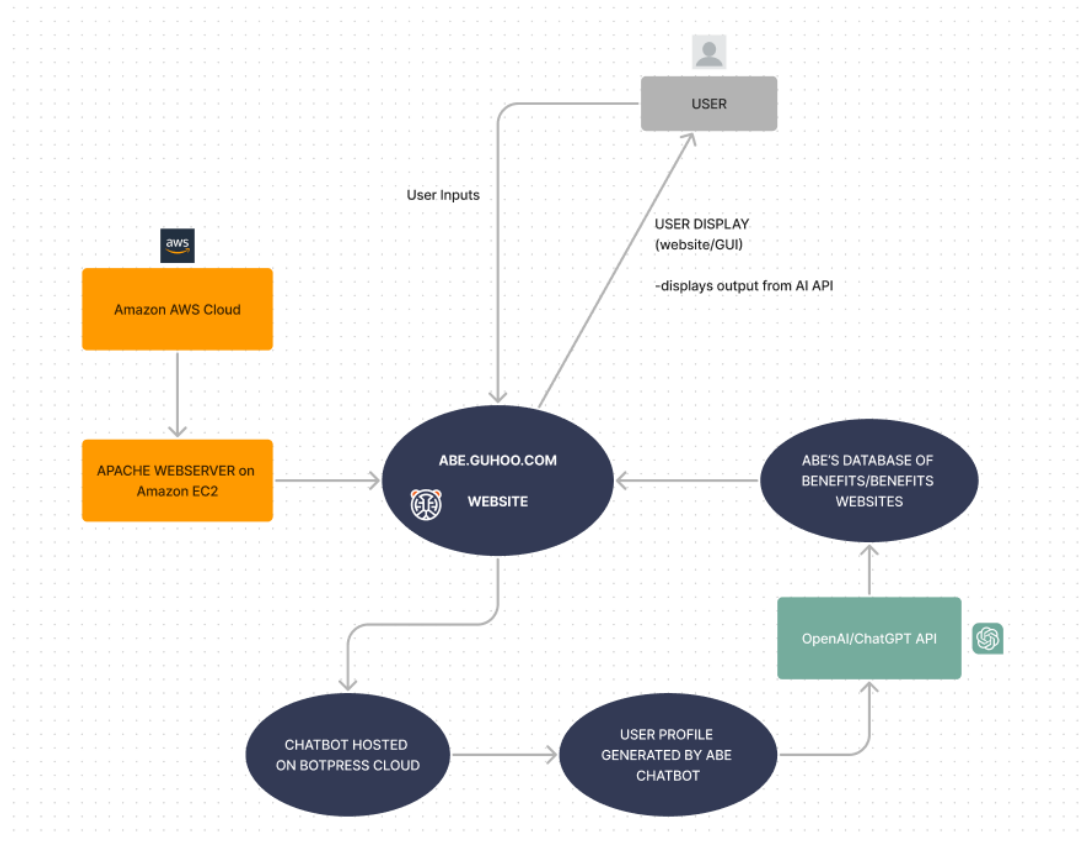 USER
User Inputs
USER DISPLAY
(website/GUI)
-displays output from AI API
aws
Amazon AWS Cloud
APACHE WEBSERVER on
Amazon EC2
ABE.GUHOO.COM
WEBSITE
ABE'S DATABASE OF
BENEFITS/BENEFITS
WEBSITES
OpenAI/ChatGPT API
CHATBOT HOSTED
ON BOTPRESS CLOUD
USER PROFILE
GENERATED BY ABE
CHATBOT